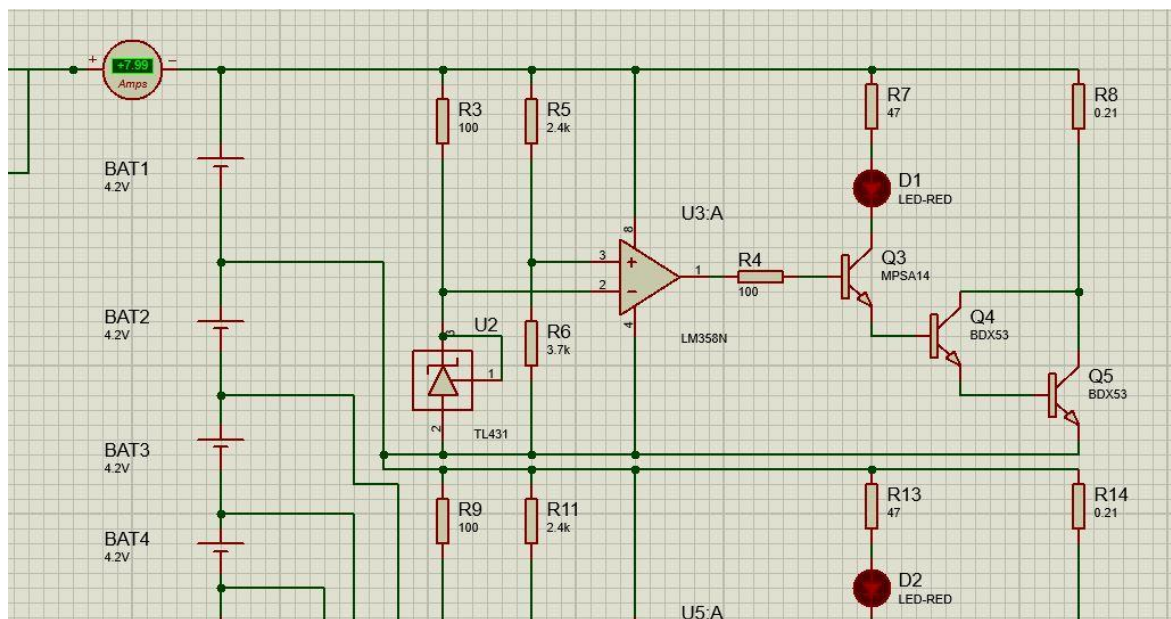 + +7.99 −
Amps
R3
100
R5
2.4k
R7
47
R8
0.21
BAT1
4.2V
D1
LED-RED
U3:A
8
3
+
2
−
1
4
LM358N
R4
100
Q3
MPSA14
BAT2
4.2V
3
U2
1
2
TL431
R6
3.7k
Q4
BDX53
Q5
BDX53
BAT3
4.2V
R9
100
R11
2.4k
R13
47
R14
0.21
BAT4
4.2V
D2
LED-RED
U5:A